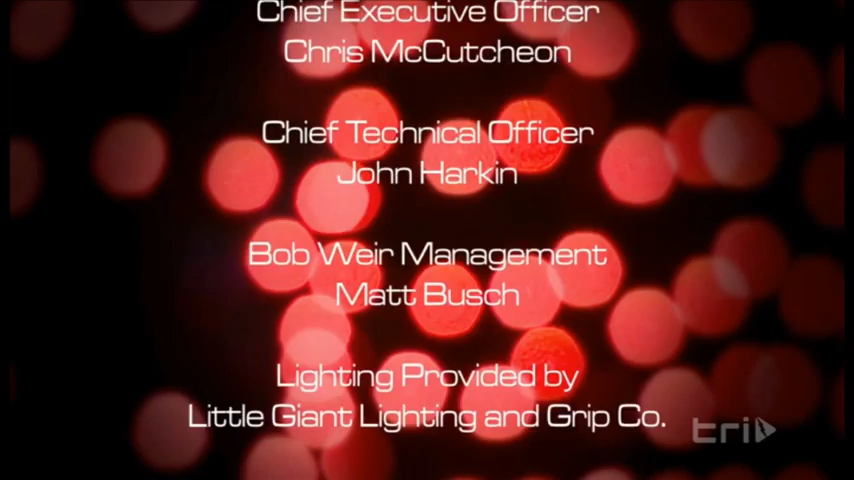 Chief Executive Officer
Chris McCutcheon
Chief Technical Officer
John Harkin
Bob Weir Management
Matt Busch
Lighting Provided by
Little Giant Lighting and Grip Co.
tri